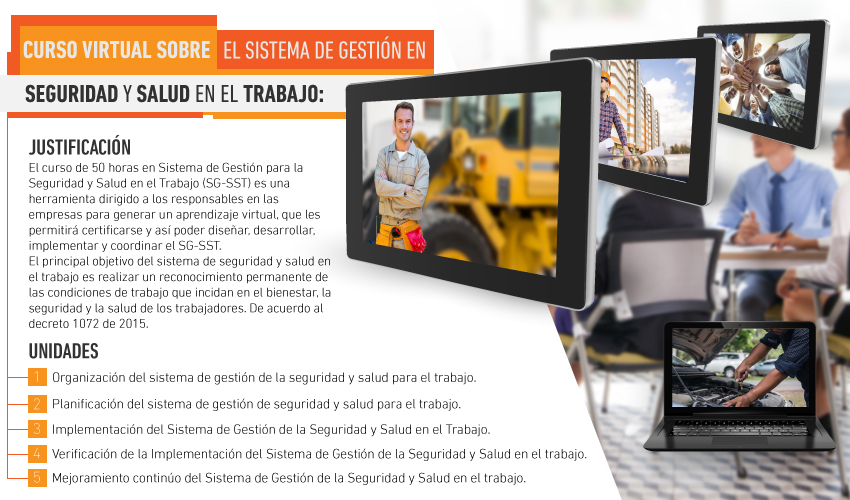 CURSO VIRTUAL SOBRE EL SISTEMA DE GESTIÓN EN
SEGURIDAD Y SALUD EN EL TRABAJO:
JUSTIFICACIÓN
El curso de 50 horas en Sistema de Gestión para la
Seguridad y Salud en el Trabajo (SG-SST) es una
herramienta dirigido a los responsables en las
empresas para generar un aprendizaje virtual, que les
permitirá certificarse y así poder diseñar, desarrollar,
implementar y coordinar el SG-SST.
El principal objetivo del sistema de seguridad y salud en
el trabajo es realizar un reconocimiento permanente de
las condiciones de trabajo que incidan en el bienestar, la
seguridad y la salud de los trabajadores. De acuerdo al
decreto 1072 de 2015.
UNIDADES
1 Organización del sistema de gestión de la seguridad y salud para el trabajo.
2 Planificación del sistema de gestión de seguridad y salud para el trabajo.
3 Implementación del Sistema de Gestión de la Seguridad y Salud en el Trabajo.
4 Verificación de la Implementación del Sistema de Gestión de la Seguridad y Salud en el trabajo.
5 Mejoramiento continúo del Sistema de Gestión de la Seguridad y Salud en el trabajo.